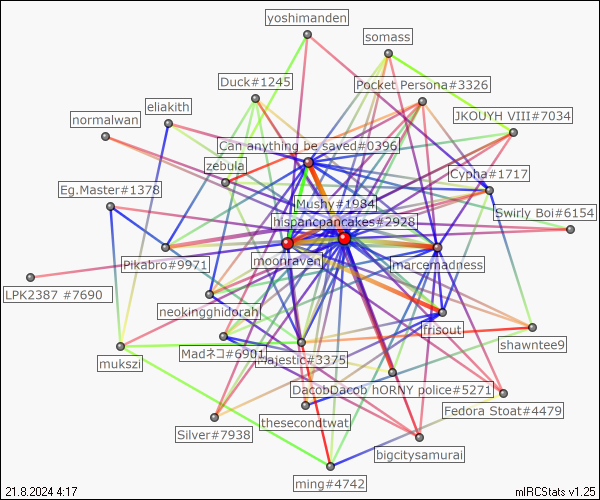 yoshimanden
somass
Duck#1245
Pocket Persona#3326
eliakith
normalwan
JKOUYH VIII#7034
Can anything be saved#0396
zebula
Cypha#1717
Eg.Master#1378
Mushy#1984
Swirly Boi#6154
hispancpancakes#2928
moonraven
Pikabro#9971
marcemadness
LPK2387 #7690
neokingghidorah
frisout
shawntee9
Madネコ#6901
Majestic#3375
mukszi
DacobDacob hORNY police#5271
Fedora Stoat#4479
Silver#7938
thesecondtwat
bigcitysamurai
ming#4742
21.8.2024 4:17
mIRCStats v1.25